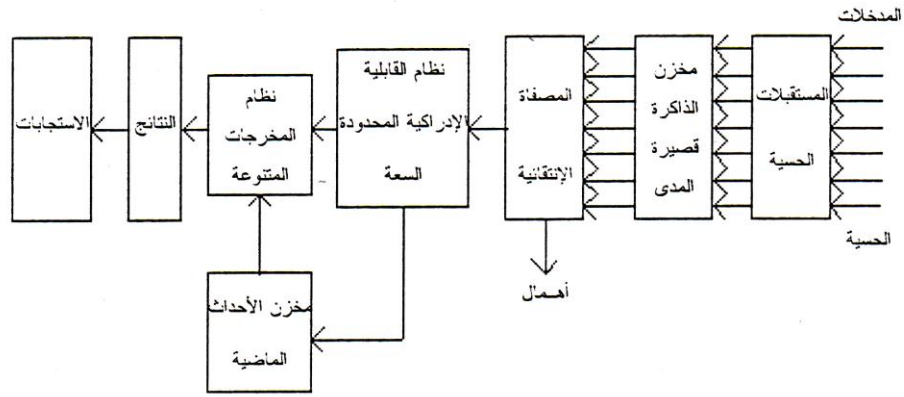 المدخلات
الحسية
المستقبلات
الحسية
مخزن
الذاكرة
قصيرة
المدى
المصفاة
الإنتقائية
أهـمال
نظام القابلية
الإدراكية المحدودة
السعة
نظام
المخرجات
المتنوعة
النتائج
الاستجابات
مخزن الأحداث
الماضية